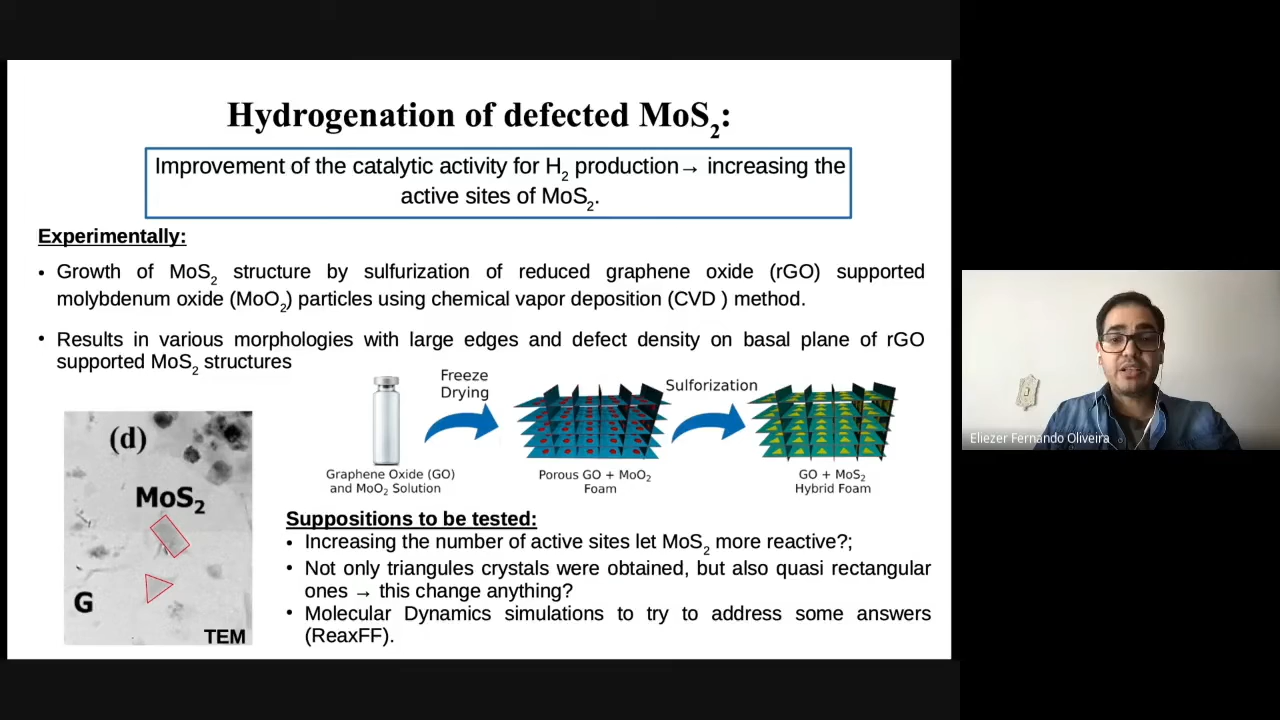 Hydrogenation of defected MoS₂:
Improvement of the catalytic activity for H₂ production→ increasing the
active sites of MoS₂.
Experimentally:
• Growth of MoS₂ structure by sulfurization of reduced graphene oxide (rGO) supported
molybdenum oxide (MoO₂) particles using chemical vapor deposition (CVD ) method.
• Results in various morphologies with large edges and defect density on basal plane of rGO
supported MoS₂ structures
Freeze
Drying
Sulforization
Graphene Oxide (GO)
and MoO₂ Solution
Porous GO + MoO₂
Foam
GO + MoS₂
Hybrid Foam
(d)
MoS₂
G
TEM
Suppositions to be tested:
• Increasing the number of active sites let MoS₂ more reactive?;
• Not only triangules crystals were obtained, but also quasi rectangular
ones → this change anything?
• Molecular Dynamics simulations to try to address some answers
(ReaxFF).
Eliezer Fernando Oliveira